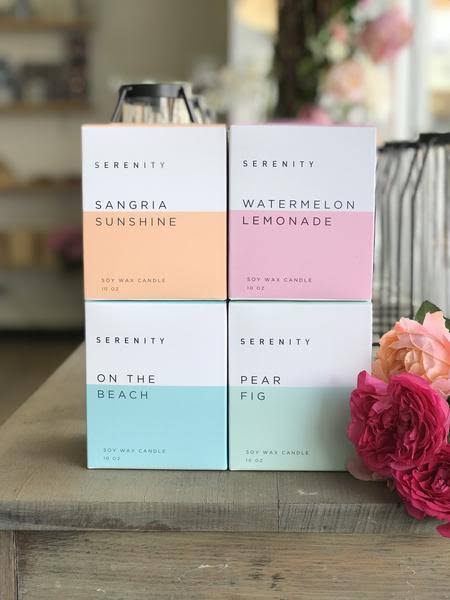 SERENITY
SANGRIA
SUNSHINE
SOY WAX CANDLE
10 OZ
SERENITY
WATERMELON
LEMONADE
SOY WAX CANDLE
10 OZ
SERENITY
ON THE
BEACH
SOY WAX CANDLE
10 OZ
SERENITY
PEAR
FIG
SOY WAX CANDLE
10 OZ